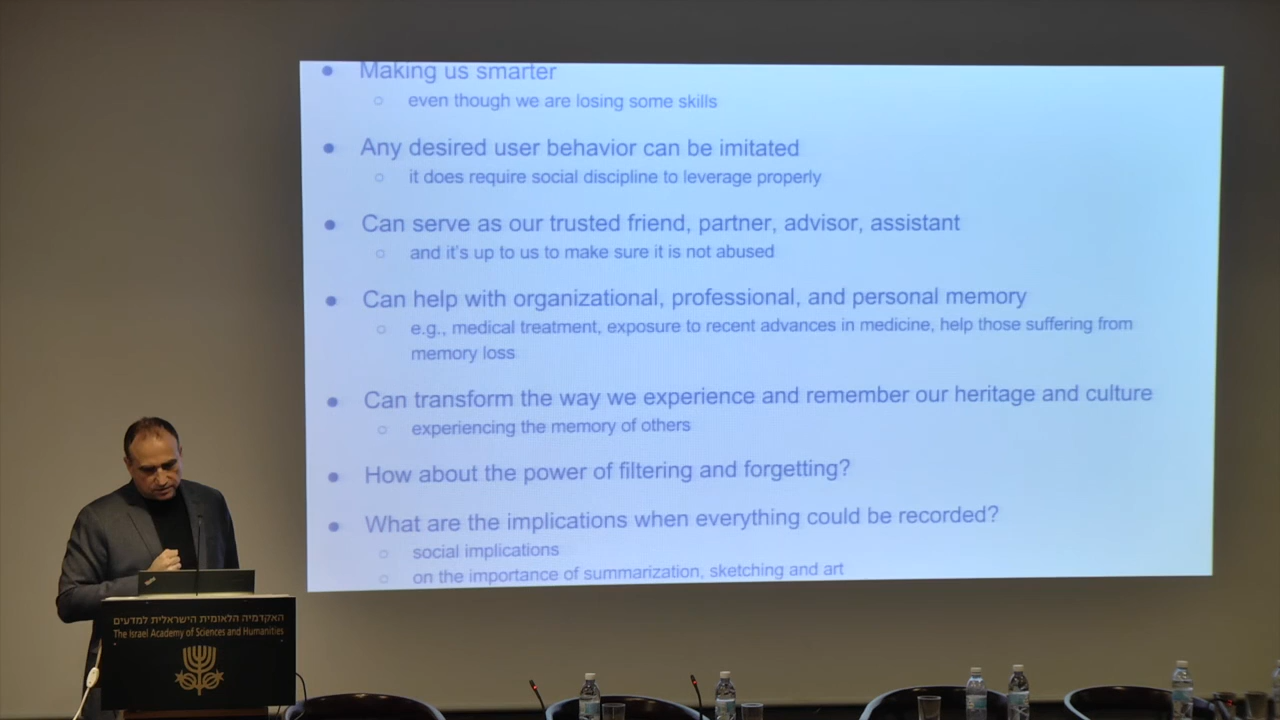 Making us smarter
even though we are losing some skills
Any desired user behavior can be imitated
it does require social discipline to leverage properly
Can serve as our trusted friend, partner, advisor, assistant
and it's up to us to make sure it is not abused
Can help with organizational, professional, and personal memory
e.g., medical treatment, exposure to recent advances in medicine, help those suffering from
memory loss
Can transform the way we experience and remember our heritage and culture
experiencing the memory of others
How about the power of filtering and forgetting?
What are the implications when everything could be recorded?
social implications
on the importance of summarization, sketching and art
האקדמיה הלאומית הישראלית למדעים
The Israel Academy of Sciences and Humanities